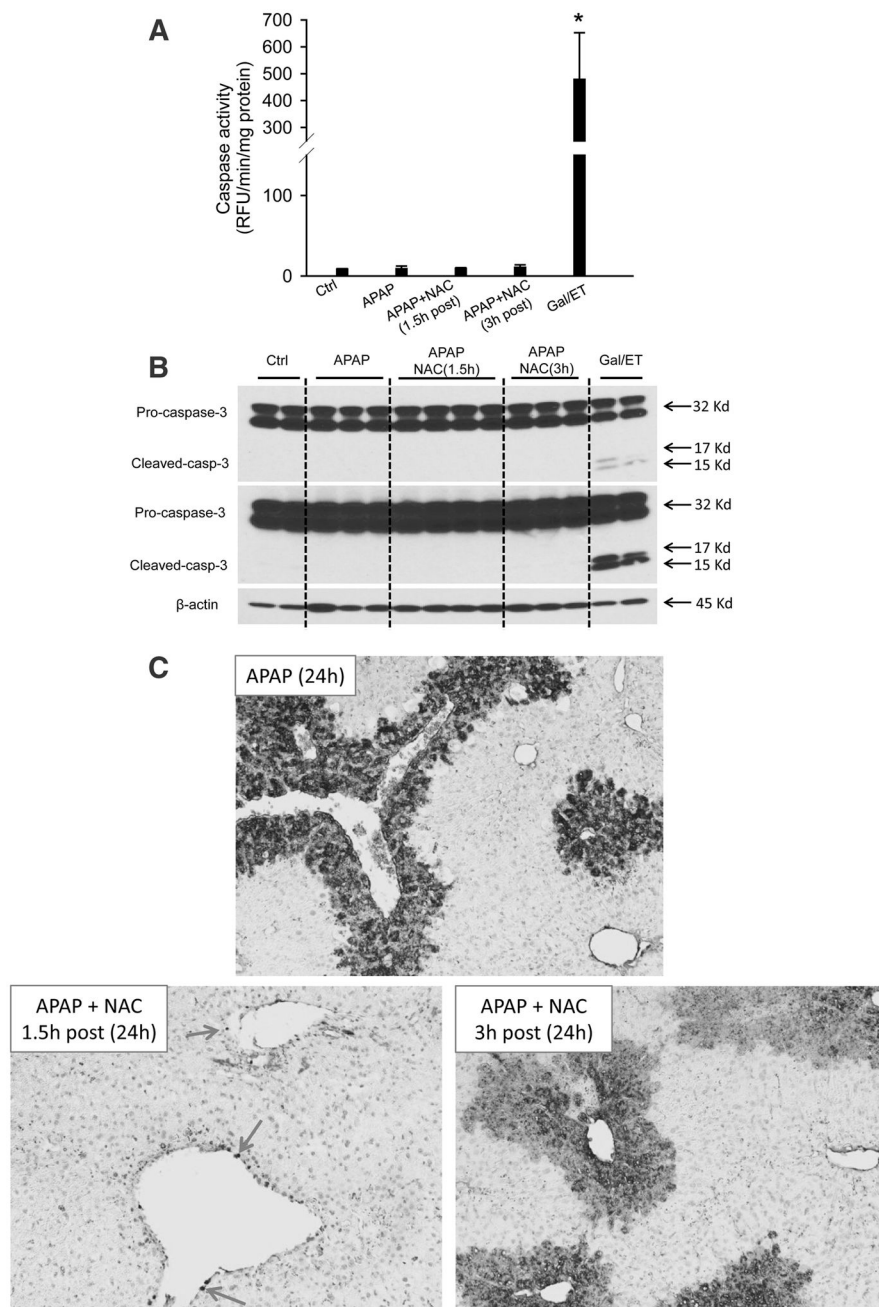 A
Caspase activity
(RFU/min/mg protein)
700
600
500
400
300
100
0
*
Ctrl
APAP
APAP+NAC
(1.5h post)
APAP+NAC
(3h post)
Gal/ET
B
Ctrl
APAP
APAP
NAC(1.5h)
APAP
NAC(3h)
Gal/ET
Pro-caspase-3
32 Kd
17 Kd
Cleaved-casp-3
15 Kd
Pro-caspase-3
32 Kd
17 Kd
Cleaved-casp-3
15 Kd
β-actin
45 Kd
C
APAP (24h)
APAP + NAC
1.5h post (24h)
APAP + NAC
3h post (24h)